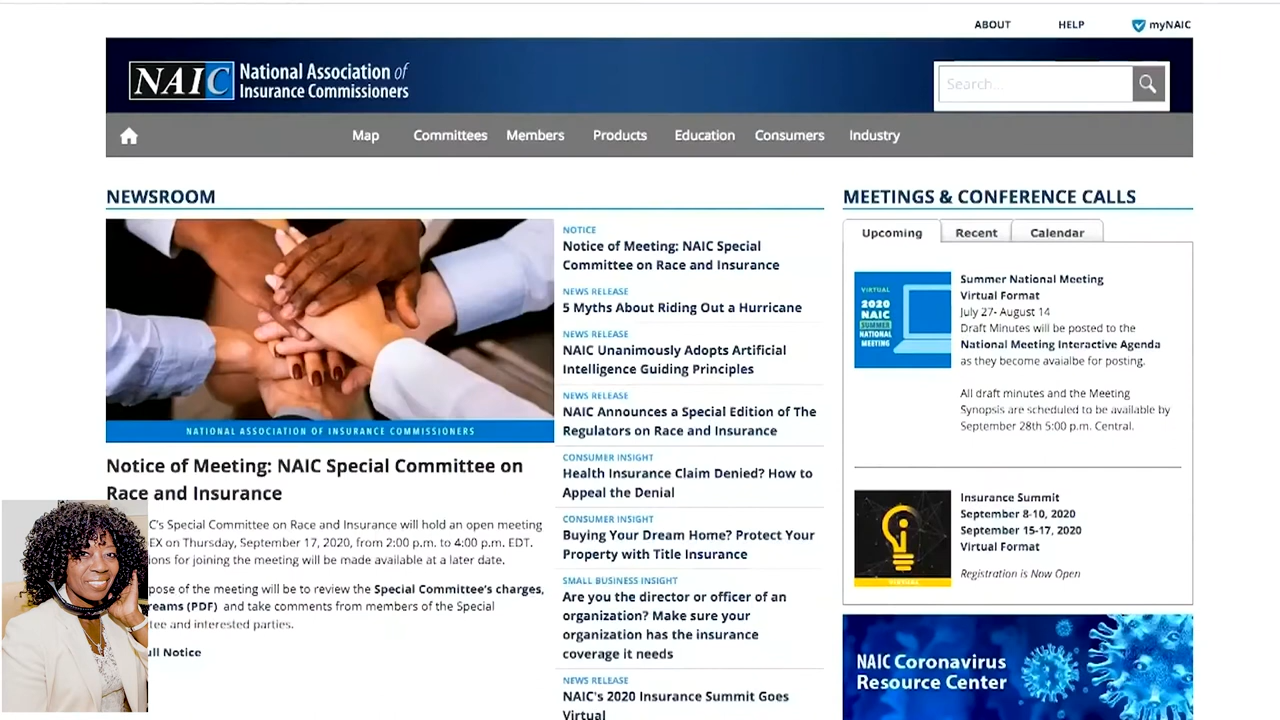 ABOUT
HELP
myNAIC
NAIC
National Association of
Insurance Commissioners
Search...
Map
Committees
Members
Products
Education
Consumers
Industry
NEWSROOM
NATIONAL ASSOCIATION OF INSURANCE COMMISSIONERS
Notice of Meeting: NAIC Special Committee on
Race and Insurance
C's Special Committee on Race and Insurance will hold an open meeting
EX on Thursday, September 17, 2020, from 2:00 p.m. to 4:00 p.m. EDT.
ions for joining the meeting will be made available at a later date.
pose of the meeting will be to review the Special Committee's charges,
reams (PDF) and take comments from members of the Special
tee and interested parties.
ull Notice
NOTICE
Notice of Meeting: NAIC Special
Committee on Race and Insurance
NEWS RELEASE
5 Myths About Riding Out a Hurricane
NEWS RELEASE
NAIC Unanimously Adopts Artificial
Intelligence Guiding Principles
NEWS RELEASE
NAIC Announces a Special Edition of The
Regulators on Race and Insurance
CONSUMER INSIGHT
Health Insurance Claim Denied? How to
Appeal the Denial
CONSUMER INSIGHT
Buying Your Dream Home? Protect Your
Property with Title Insurance
SMALL BUSINESS INSIGHT
Are you the director or officer of an
organization? Make sure your
organization has the insurance
coverage it needs
NEWS RELEASE
NAIC's 2020 Insurance Summit Goes
Virtual
MEETINGS & CONFERENCE CALLS
Upcoming
Recent
Calendar
VIRTUAL
2020
NAIC
SUMMER
NATIONAL
MEETING
Summer National Meeting
Virtual Format
July 27- August 14
Draft Minutes will be posted to the
National Meeting Interactive Agenda
as they become avaialbe for posting.
All draft minutes and the Meeting
Synopsis are scheduled to be available by
September 28th 5:00 p.m. Central.
VIRTUAL
Insurance Summit
September 8-10, 2020
September 15-17, 2020
Virtual Format
Registration is Now Open
NAIC Coronavirus
Resource Center